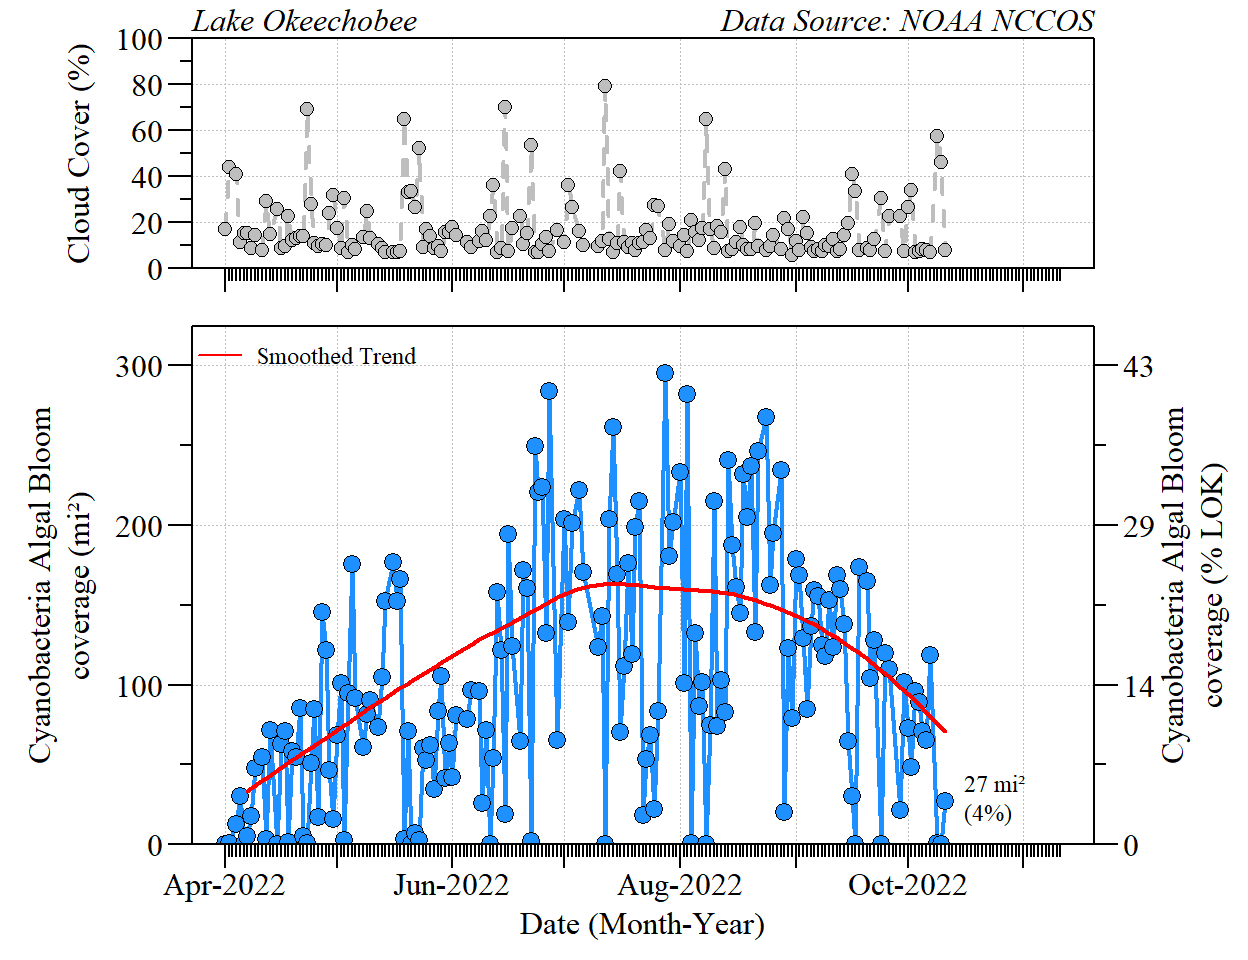 Lake Okeechobee
Data Source: NOAA NCCOS
Cloud Cover (%)
100
80
60
40
20
0
Smoothed Trend
Cyanobacteria Algal Bloom
coverage (mi²)
300
200
100
0
43
29
14
0
Cyanobacteria Algal Bloom
coverage (% LOK)
27 mi²
(4%)
Apr-2022
Jun-2022
Aug-2022
Oct-2022
Date (Month-Year)